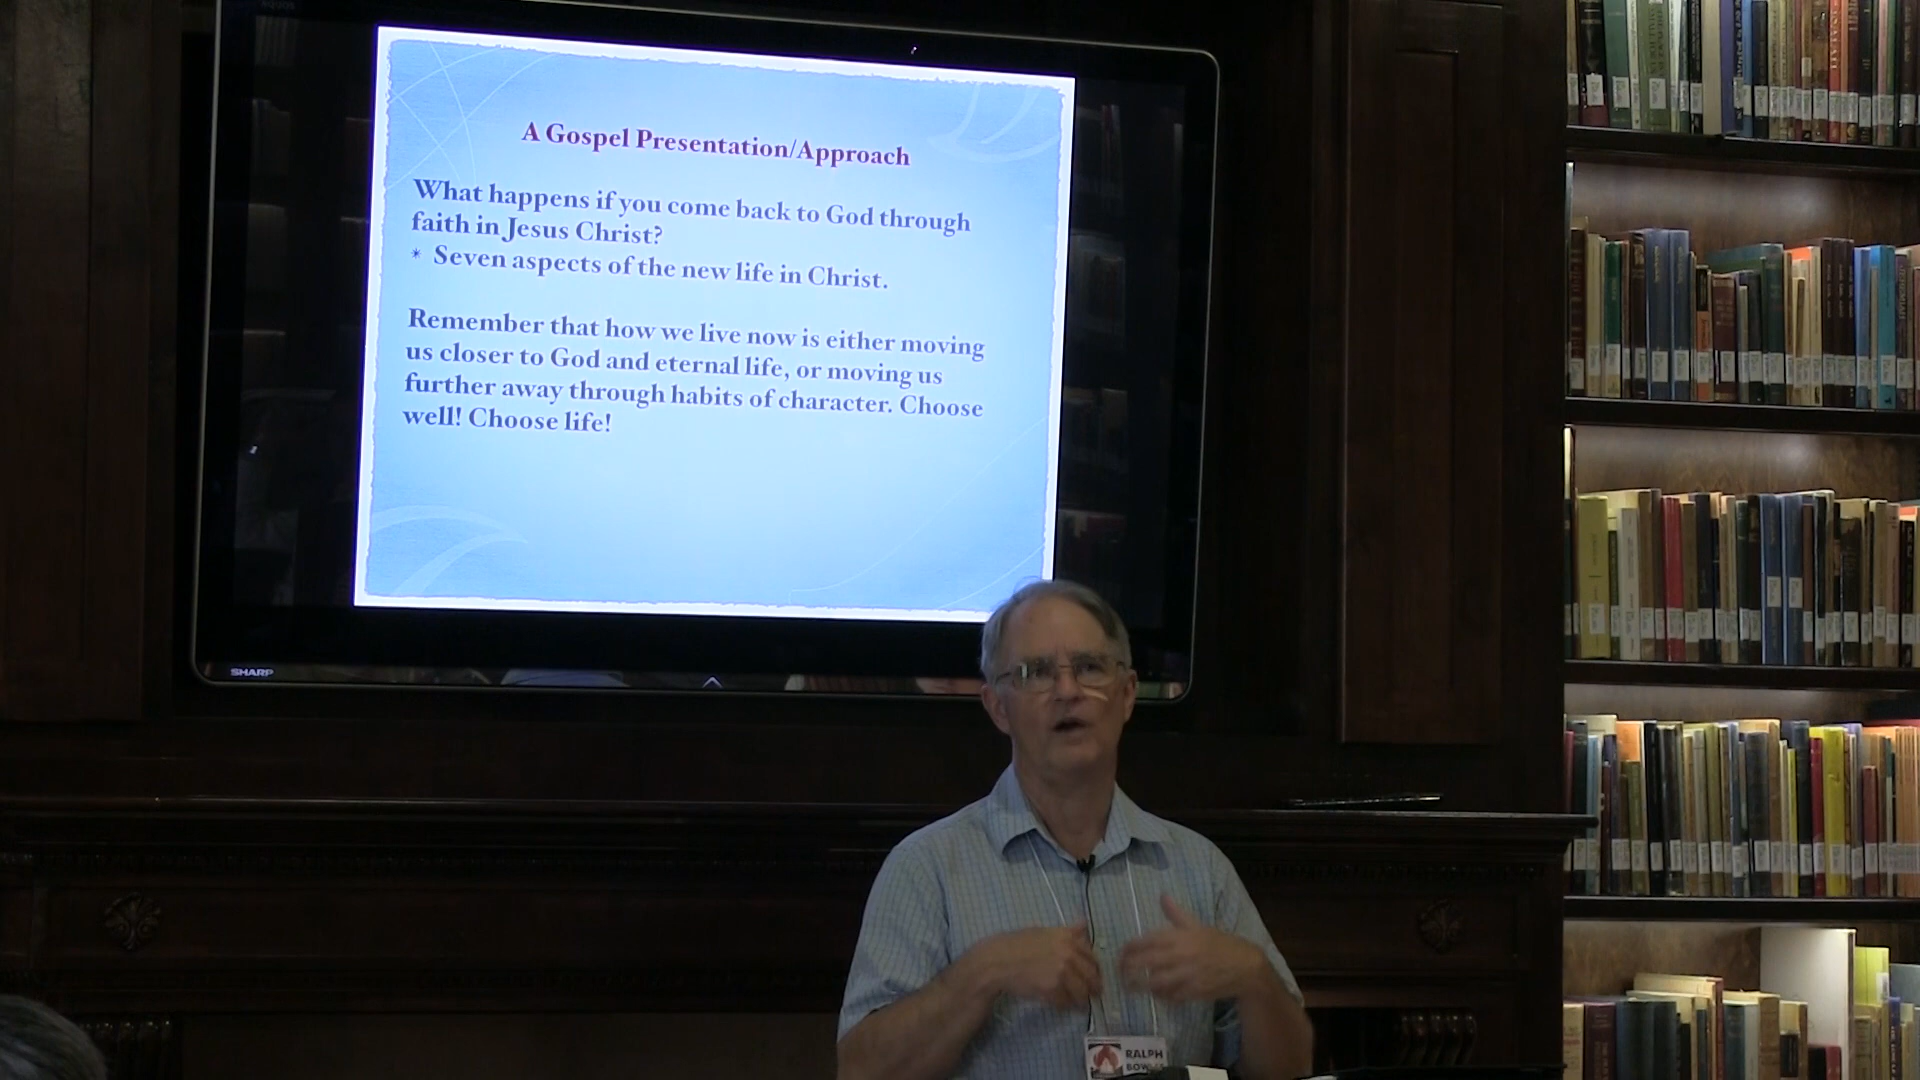 A Gospel Presentation/Approach
What happens if you come back to God through
faith in Jesus Christ?
* Seven aspects of the new life in Christ.
Remember that how we live now is either moving
us closer to God and eternal life, or moving us
further away through habits of character. Choose
well! Choose life!
SHARP
RALPH